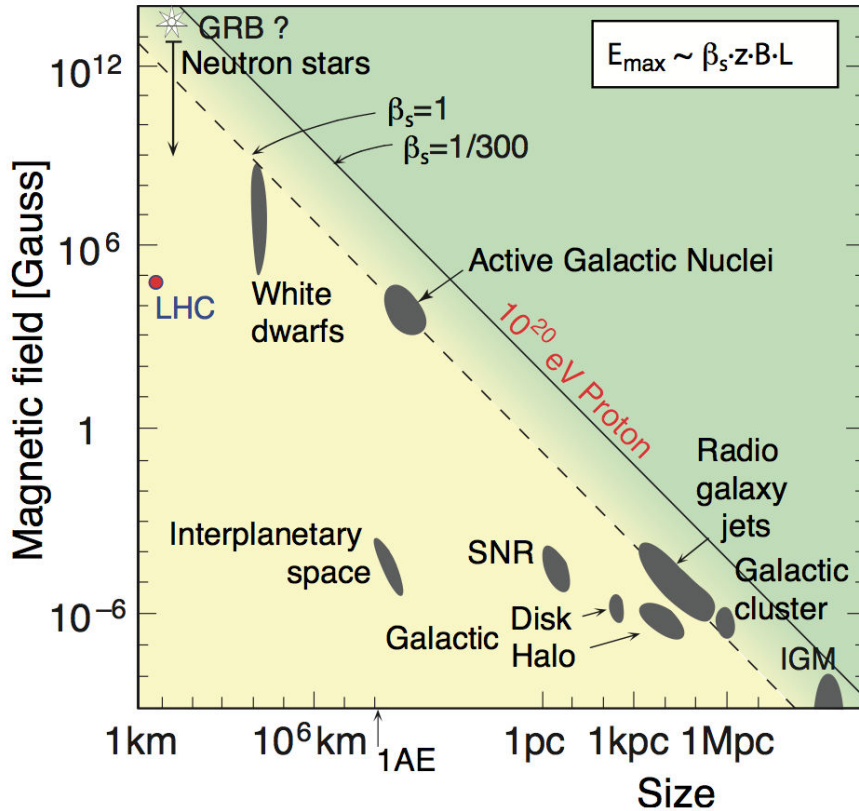 GRB ?
Neutron stars
E_max ~ β_s·z·B·L
10^12
β_s=1
β_s=1/300
Magnetic field [Gauss]
10^6
Active Galactic Nuclei
LHC
White
dwarfs
10^20 eV Proton
1
Radio
galaxy
jets
Interplanetary
space
SNR
Galactic
cluster
10^−6
Galactic
Disk
Halo
IGM
1km
10^6km
1AE
1pc
1kpc
1Mpc
Size